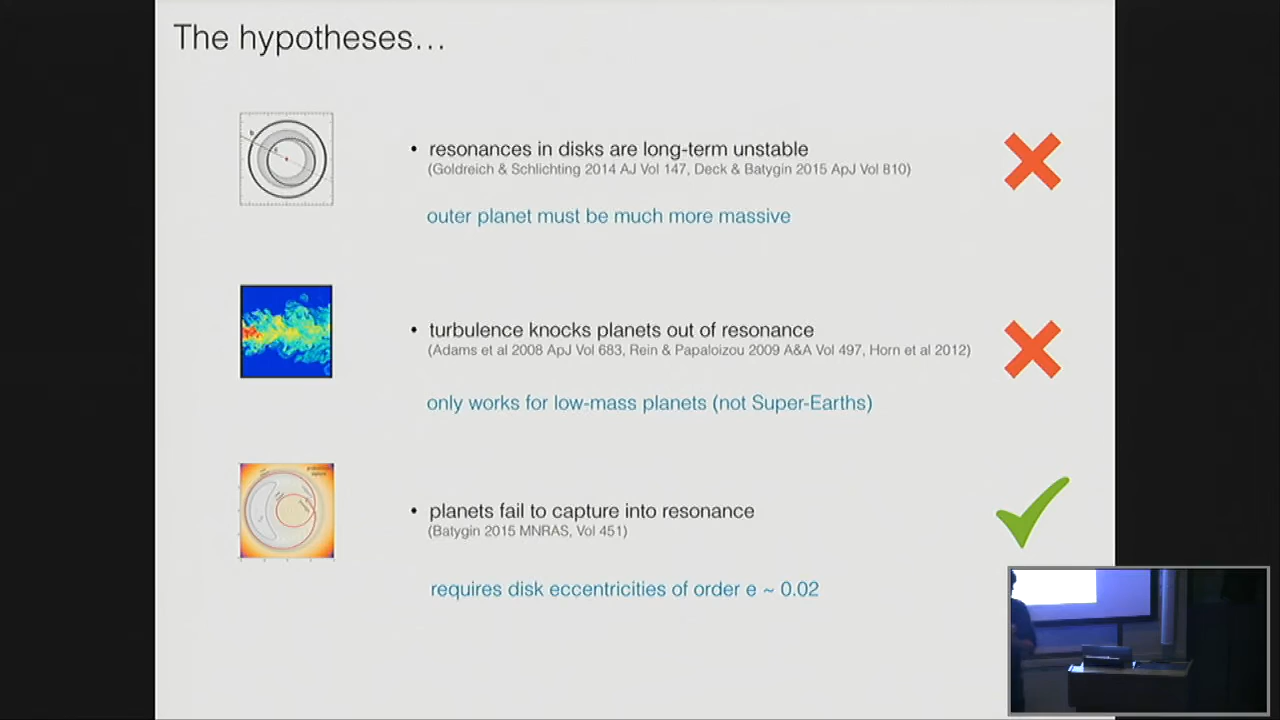 The hypotheses…
• resonances in disks are long-term unstable
(Goldreich & Schlichting 2014 AJ Vol 147, Deck & Batygin 2015 ApJ Vol 810)
outer planet must be much more massive
• turbulence knocks planets out of resonance
(Adams et al 2008 ApJ Vol 683, Rein & Papaloizou 2009 A&A Vol 497, Horn et al 2012)
only works for low-mass planets (not Super-Earths)
• planets fail to capture into resonance
(Batygin 2015 MNRAS, Vol 451)
requires disk eccentricities of order e ~ 0.02